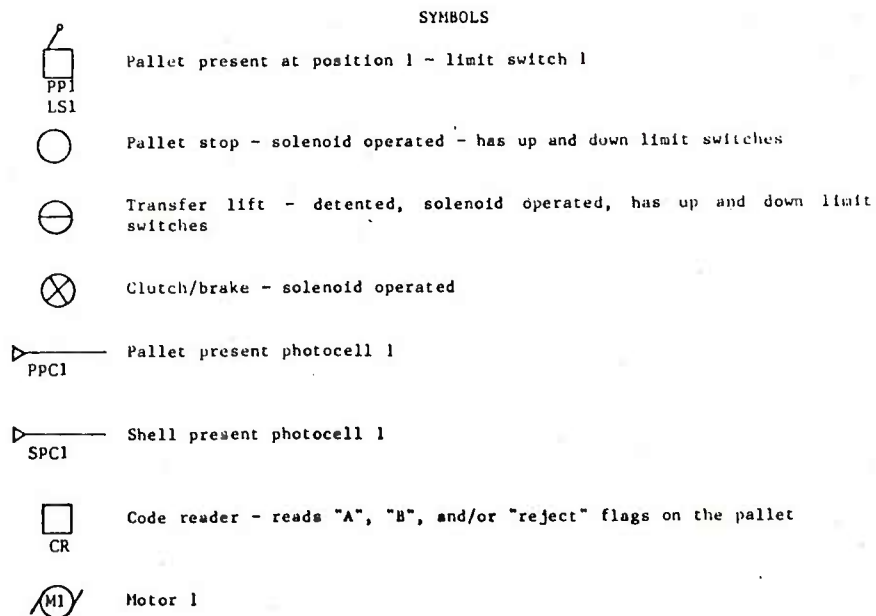 SYMBOLS
Pallet present at position 1 - limit switch 1
PP1
LS1
Pallet stop - solenoid operated - has up and down limit switches
Transfer lift - detented, solenoid operated, has up and down limit
switches
Clutch/brake - solenoid operated
Pallet present photocell 1
PPC1
Shell present photocell 1
SPC1
Code reader - reads "A", "B", and/or "reject" flags on the pallet
CR
M1 Motor 1